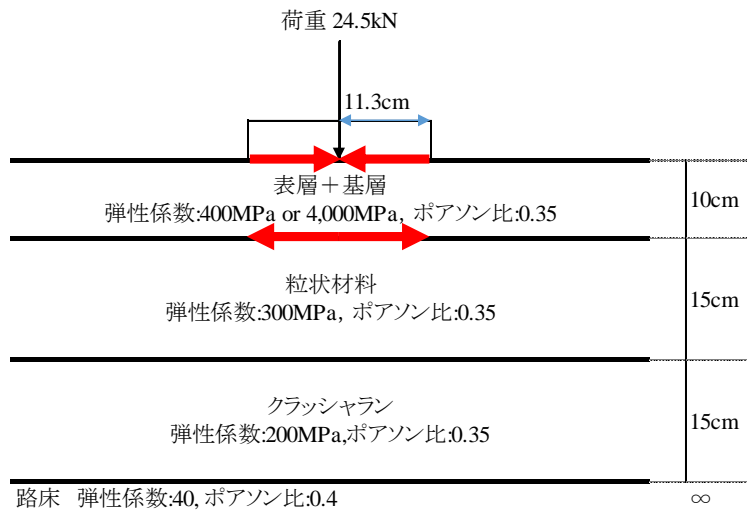 荷重 24.5kN
11.3cm
表層＋基層
弾性係数:400MPa or 4,000MPa，ポアソン比:0.35
10cm
粒状材料
弾性係数:300MPa，ポアソン比:0.35
15cm
クラッシャラン
弾性係数:200MPa,ポアソン比:0.35
15cm
路床 弾性係数:40, ポアソン比:0.4
∞